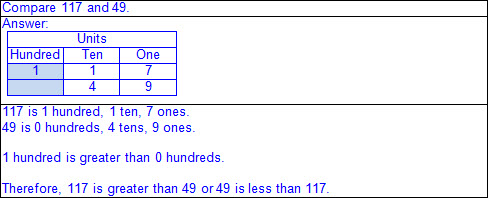 Compare 117 and 49.
Answer:
Units
Hundred Ten One
1 1 7
4 9
117 is 1 hundred, 1 ten, 7 ones.
49 is 0 hundreds, 4 tens, 9 ones.
1 hundred is greater than 0 hundreds.
Therefore, 117 is greater than 49 or 49 is less than 117.